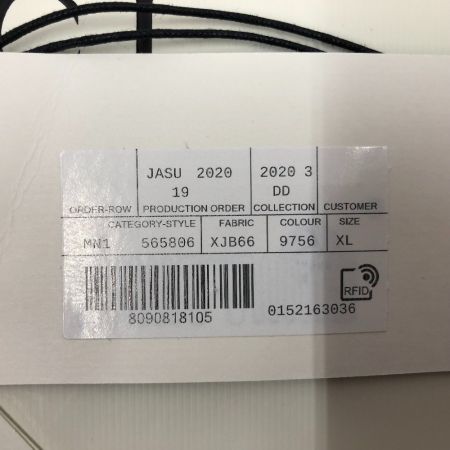 JASU 2020 2020 3
19 DD
ORDER-ROW PRODUCTION ORDER COLLECTION CUSTOMER
CATEGORY-STYLE FABRIC COLOUR SIZE
MN1 565806 XJB66 9756 XL
RFID
8090818105 0152163036